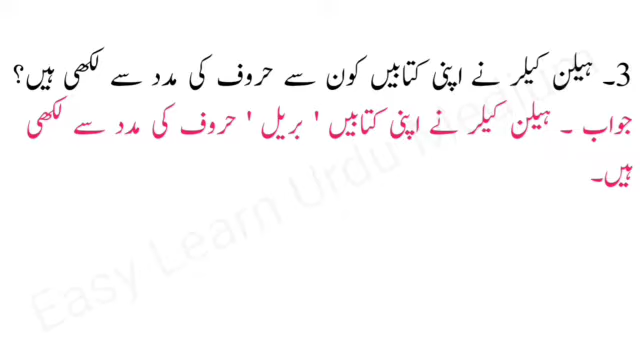 3۔ ہیلن کیلر نے اپنی کتابیں کون سے حروف کی مدد سے لکھی ہیں؟
جواب ۔ ہیلن کیلر نے اپنی کتابیں ' بریل ' حروف کی مدد سے لکھی
ہیں۔
Easy Learn Urdu Medium